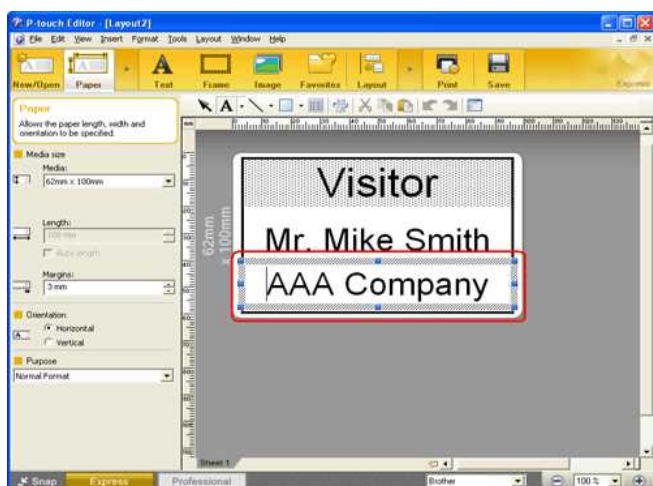 P-touch Editor - [Layout2]
File Edit View Insert Format Tools Layout Window Help
New/Open Paper Text Frame Image Favorites Layout Print Save Express
Paper
Allows the paper length, width and
orientation to be specified.
Media size
Media:
62mm x 100mm
Length:
100 mm
Auto length
Margins:
3 mm
Orientation
Horizontal
Vertical
Purpose
Normal Format
mm
62mm
x 100mm
Visitor
Mr. Mike Smith
AAA Company
Sheet 1
Snap Express Professional Brother 100 %